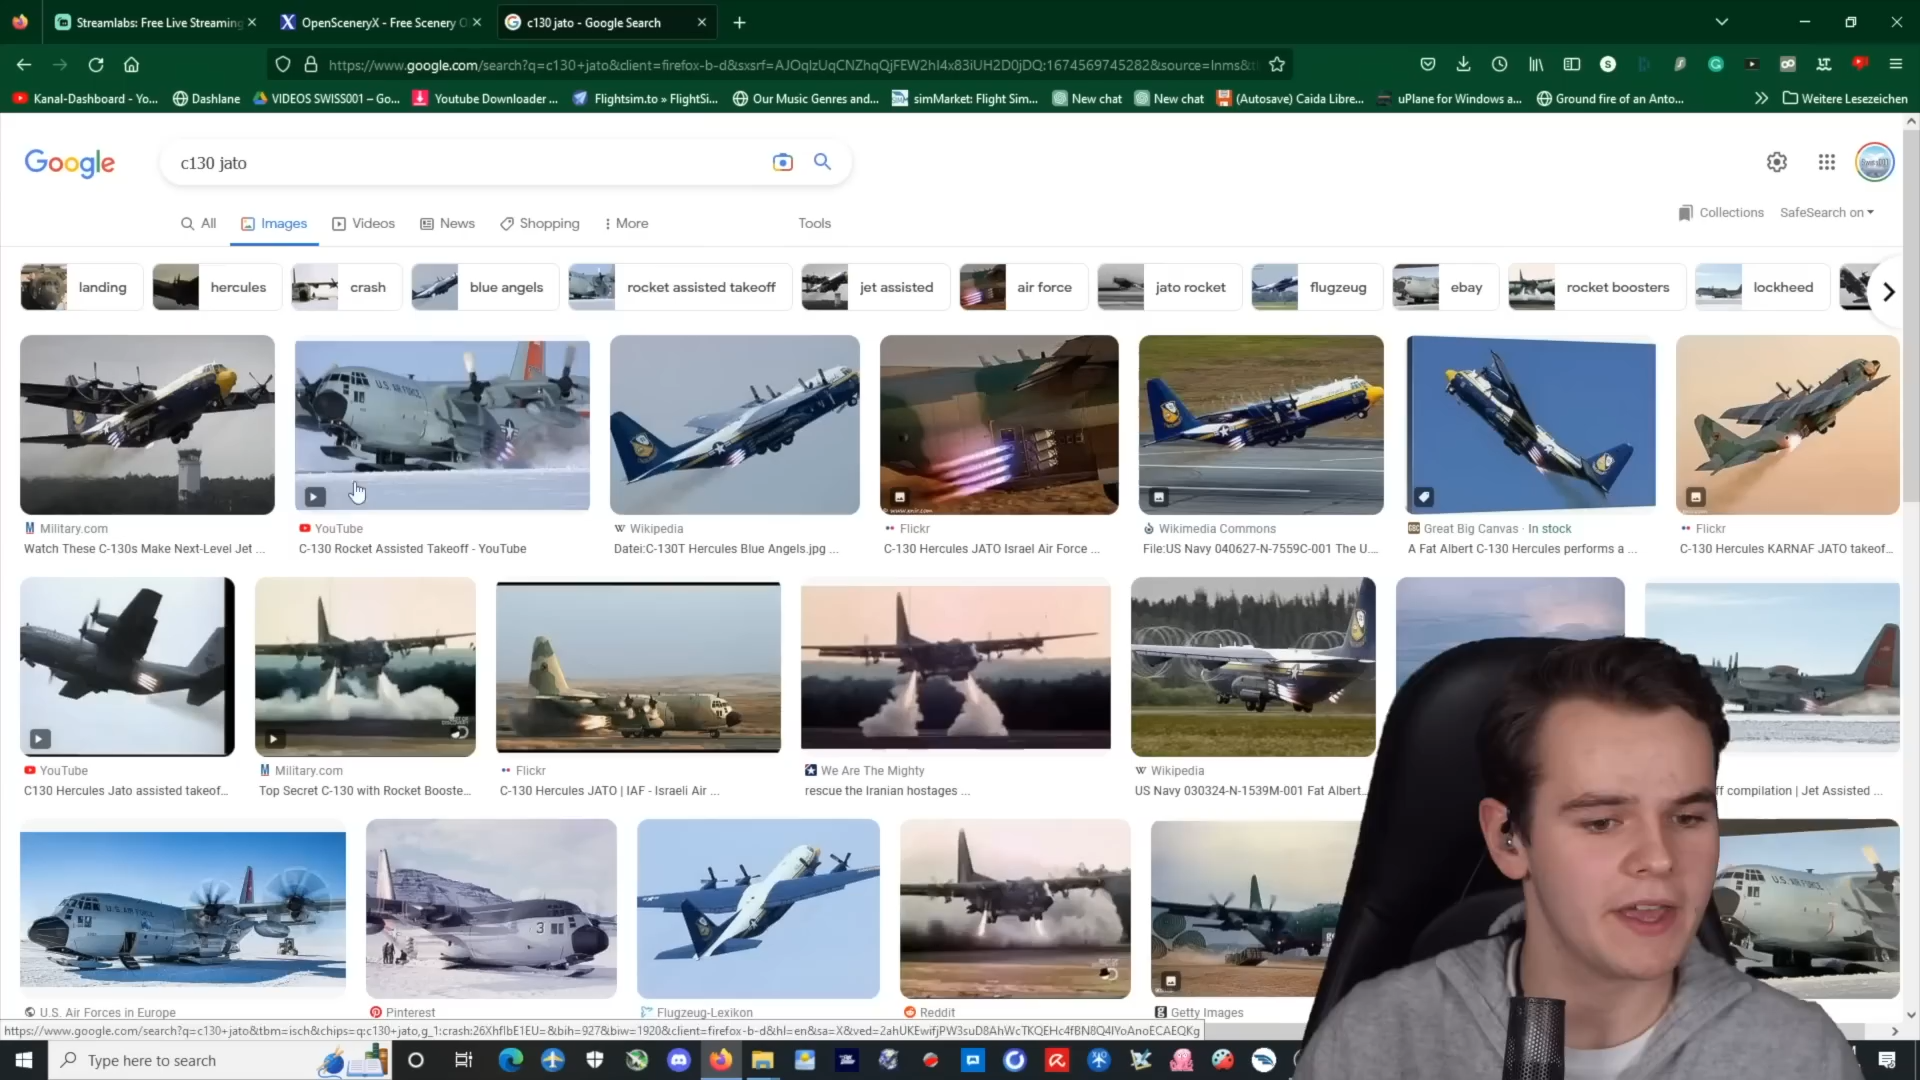 Streamlabs: Free Live Streaming
OpenSceneryX - Free Scenery O
c130 jato - Google Search
https://www.google.com/search?q=c130+jato&client=firefox-b-d&sxsrf=AJOqlzUqCNZhqQjFEW2hI4x83iUH2D0jDQ:1674569745282&source=lnms&
Kanal-Dashboard - Yo...
Dashlane
VIDEOS SWISS001 – Go...
Youtube Downloader ...
Flightsim.to » FlightSi...
Our Music Genres and...
simMarket: Flight Sim...
New chat
New chat
(Autosave) Caida Libre...
uPlane for Windows a...
Ground fire of an Anto...
Weitere Lesezeichen
Google
c130 jato
All
Images
Videos
News
Shopping
More
Tools
Collections
SafeSearch on
landing
hercules
crash
blue angels
rocket assisted takeoff
jet assisted
air force
jato rocket
flugzeug
ebay
rocket boosters
lockheed
U.S. AIR FORCE
Military.com
YouTube
Wikipedia
Flickr
Wikimedia Commons
Great Big Canvas · In stock
Flickr
Watch These C-130s Make Next-Level Jet ...
C-130 Rocket Assisted Takeoff - YouTube
Datei:C-130T Hercules Blue Angels.jpg ...
C-130 Hercules JATO Israel Air Force ...
File:US Navy 040627-N-7559C-001 The U....
A Fat Albert C-130 Hercules performs a ...
C-130 Hercules KARNAF JATO takeof...
YouTube
Military.com
Flickr
We Are The Mighty
Wikipedia
C130 Hercules Jato assisted takeof...
Top Secret C-130 with Rocket Booste...
C-130 Hercules JATO | IAF - Israeli Air ...
rescue the Iranian hostages ...
US Navy 030324-N-1539M-001 Fat Albert...
ff compilation | Jet Assisted ...
U.S. AIR FORCE
3
U.S. AIR FORCE
U.S. Air Forces in Europe
Pinterest
Flugzeug-Lexikon
Reddit
Getty Images
https://www.google.com/search?q=c130+jato&tbm=isch&chips=q:c130+jato,g_1:crash:26XhfIbE1EU=&bih=927&biw=1920&client=firefox-b-d&hl=en&sa=X&ved=2ahUKEwifjPW3suD8AhWcTKQEHc4fBN8Q4lYoAnoECAEQKg
Type here to search